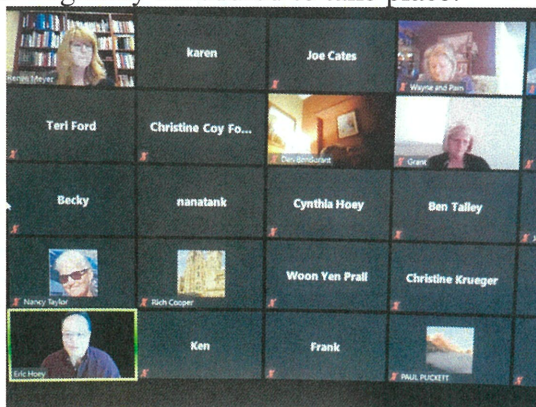 karen
Joe Cates
Wayne and Pam
Teri Ford
Christine Coy Fo...
Grant
Becky
nanatank
Cynthia Hoey
Ben Talley
Nancy Taylor
Rich Cooper
Woon Yen Prall
Christine Krueger
Eric Hoey
Ken
Frank
PAUL PUCKETT